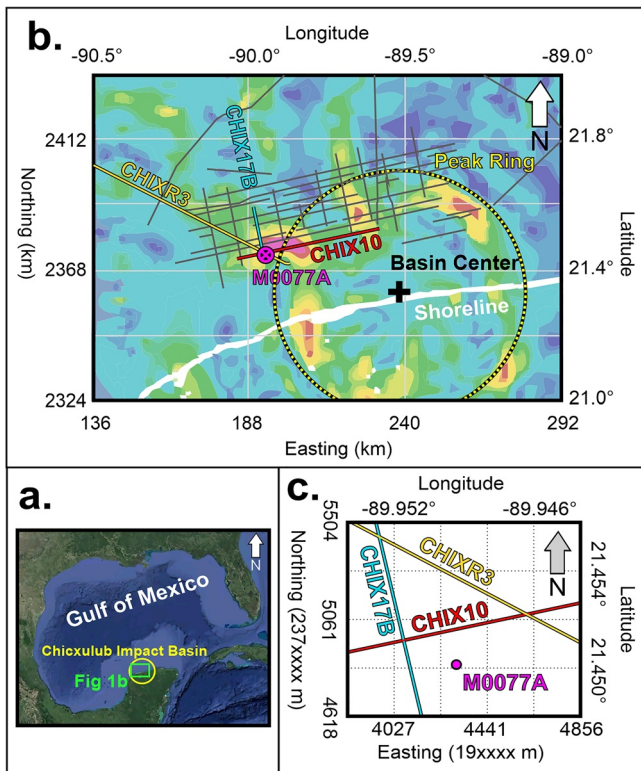 b.
Longitude
-90.5° -90.0° -89.5° -89.0°
2412
2368
2324
Northing (km)
21.8°
21.4°
21.0°
Latitude
N
CHIX17B
CHIXR3
Peak Ring
CHIX10
M0077A
Basin Center
Shoreline
136 188 240 292
Easting (km)
a.
N
Gulf of Mexico
Chicxulub Impact Basin
Fig 1b
c.
Longitude
-89.952° -89.946°
5504
5061
4618
Northing (237xxxx m)
21.454°
21.450°
Latitude
N
CHIXR3
CHIX17B
CHIX10
M0077A
4027 4441 4856
Easting (19xxxx m)